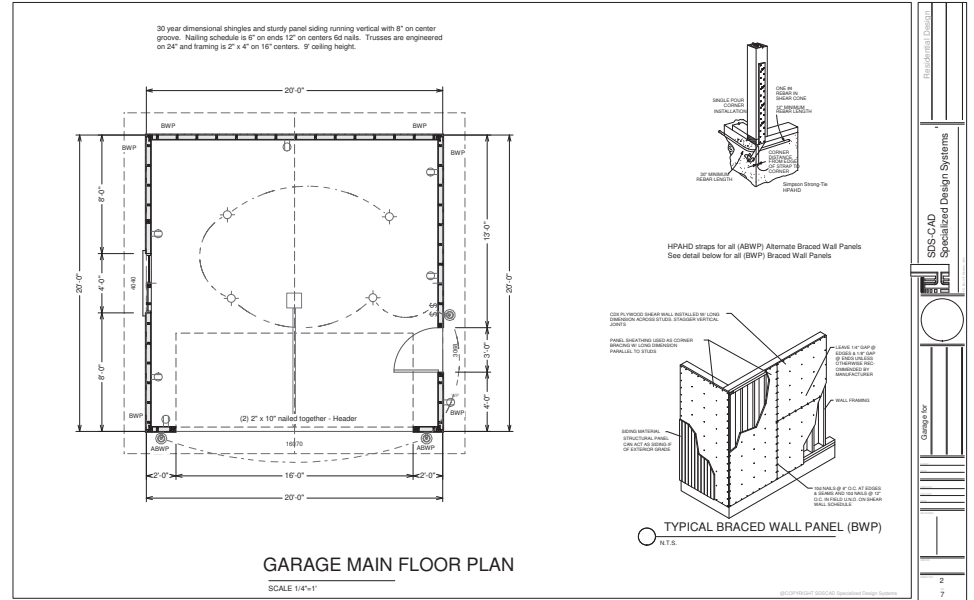 30 year dimensional shingles and sturdy panel siding running vertical with 8" on center
groove. Nailing schedule is 6" on ends 12" on centers 6d nails. Trusses are engineered
on 24" and framing is 2" x 4" on 16" centers. 9' ceiling height.
20'-0"
BWP
BWP
BWP
BWP
8'-0"
13'-0"
20'-0"
4'-0"
4040
20'-0"
8'-0"
3068
3'-0"
4'-0"
BWP
BWP
(2) 2" x 10" nailed together - Header
ABWP
16070
ABWP
2'-0"
16'-0"
2'-0"
20'-0"
GARAGE MAIN FLOOR PLAN
SCALE 1/4"=1'
SINGLE POUR
CORNER
INSTALLATION
ONE #4
REBAR IN
SHEAR CONE
12" MINIMUM
REBAR LENGTH
CORNER
DISTANCE
FROM EDGE
OF STRAP TO
CORNER
30" MINIMUM
REBAR LENGTH
Simpson Strong-Tie
HPAHD
HPAHD straps for all (ABWP) Alternate Braced Wall Panels
See detail below for all (BWP) Braced Wall Panels
CDX PLYWOOD SHEAR WALL INSTALLED W/ LONG
DIMENSION ACROSS STUDS. STAGGER VERTICAL
JOINTS
PANEL SHEATHING USED AS CORNER
BRACING W/ LONG DIMENSION
PARALLEL TO STUDS
LEAVE 1/4" GAP @
EDGES & 1/8" GAP
@ ENDS UNLESS
OTHERWISE REC-
OMMENDED BY
MANUFACTURER
WALL FRAMING
SIDING MATERIAL
STRUCTURAL PANEL
CAN ACT AS SIDING IF
OF EXTERIOR GRADE
10d NAILS @ 6" O.C. AT EDGES
& SEAMS AND 10d NAILS @ 12"
O.C. IN FIELD U.N.O. ON SHEAR
WALL SCHEDULE
TYPICAL BRACED WALL PANEL (BWP)
N.T.S.
@COPYRIGHT SDSCAD Specialized Design Systems
Residential Design
SDS-CAD
Specialized Design Systems
Garage for
2
7